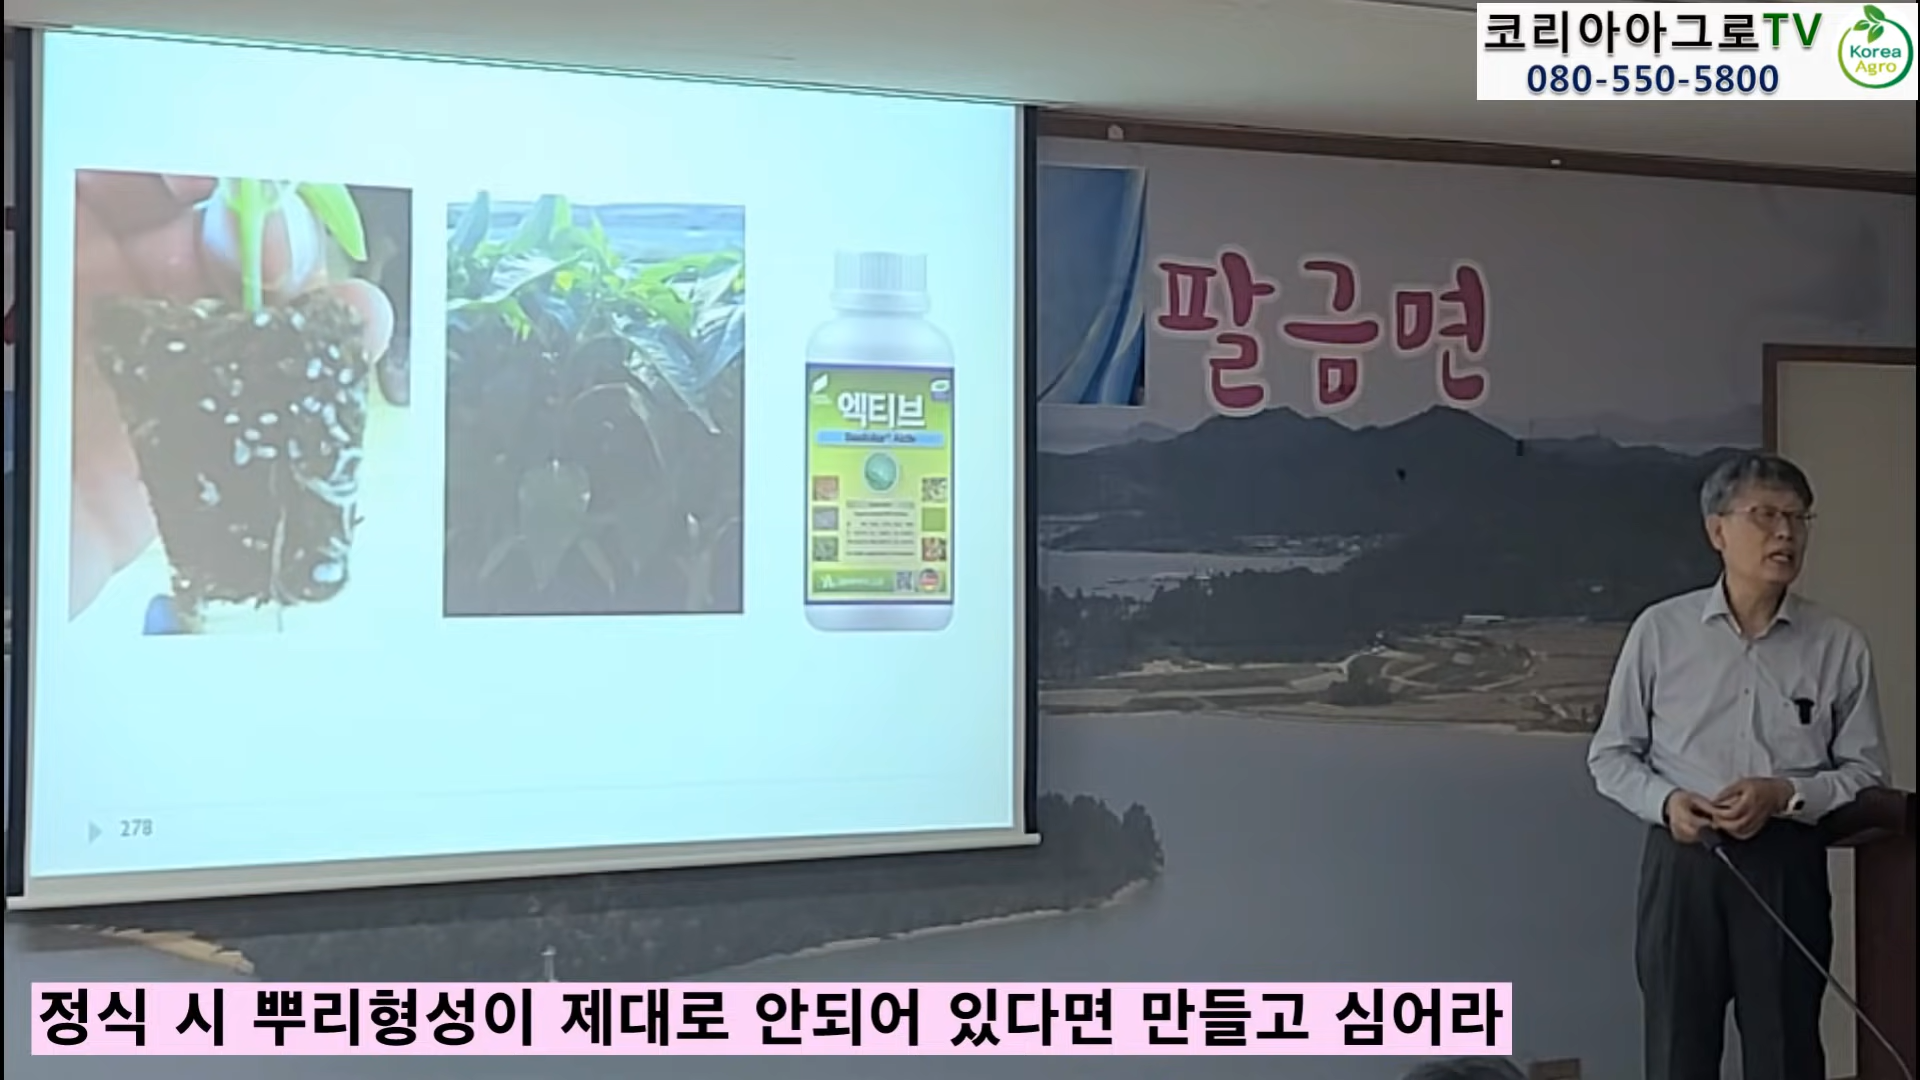 코리아아그로TV
080-550-5800
Korea
Agro
팔금면
엑티브
278
정식 시 뿌리형성이 제대로 안되어 있다면 만들고 심어라